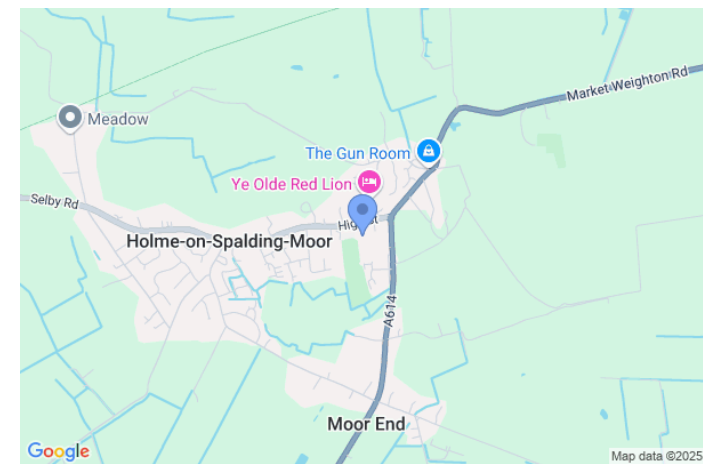 Market Weighton Rd
Meadow
The Gun Room
Ye Olde Red Lion
Selby Rd
Holme-on-Spalding-Moor
A614
Moor End
Google
Map data ©2025